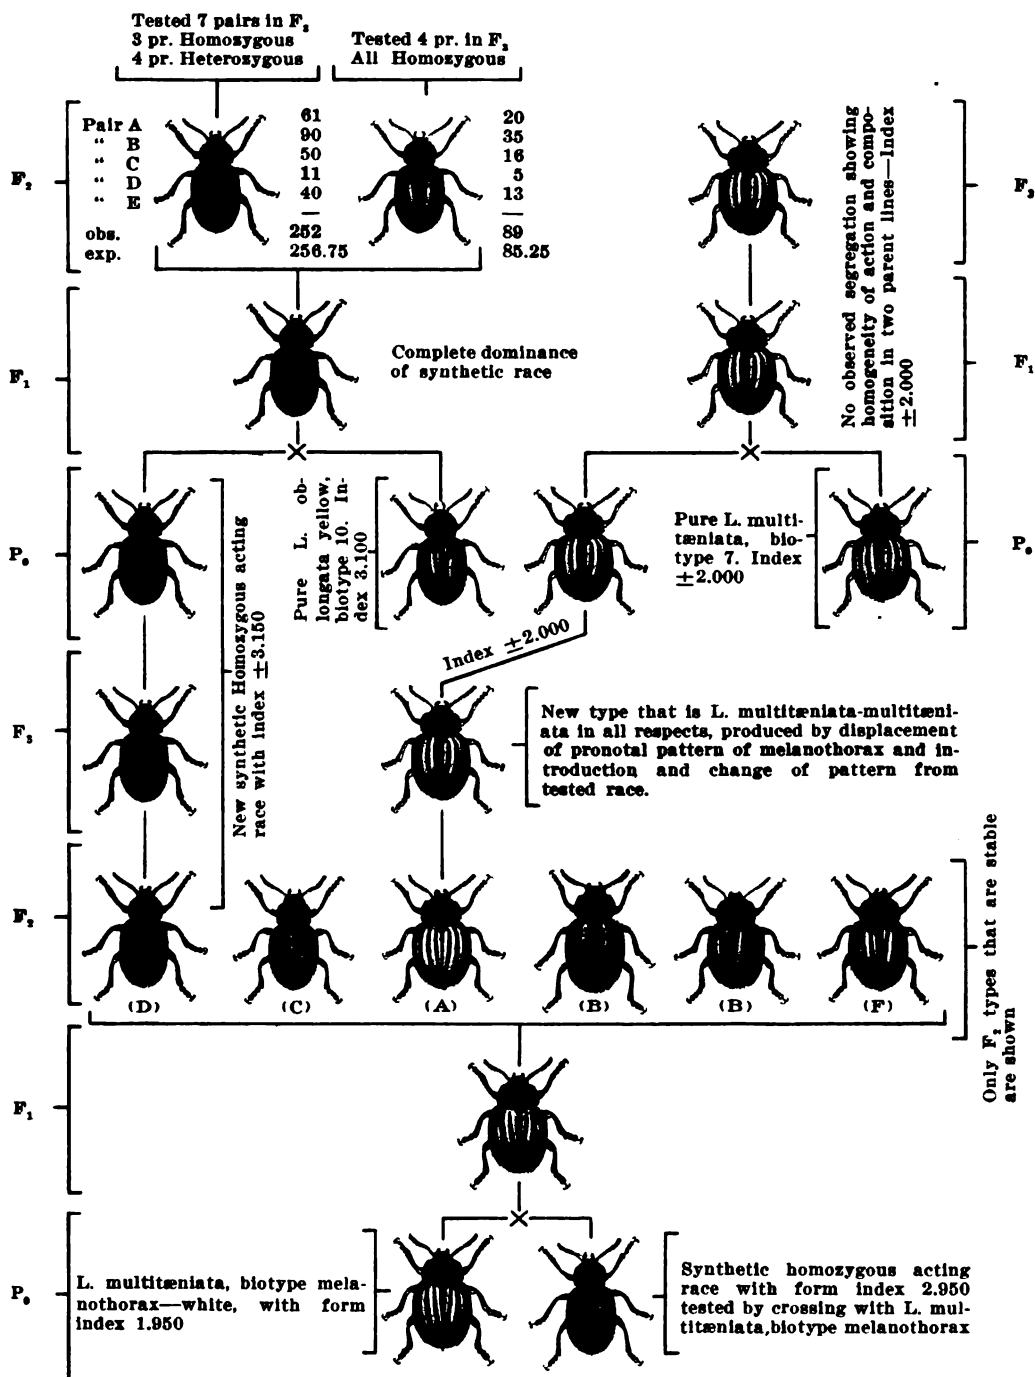 Tested 7 pairs in F₂
3 pr. Homozygous
4 pr. Heterozygous
Tested 4 pr. in F₂
All Homozygous
Pair A 61 20
“ B 90 35
“ C 50 16
“ D 11 5
“ E 40 13
obs. 252 89
exp. 256.75 85.25
F₂
F₃
No observed segregation showing
homogeneity of action and compo-
sition in two parent lines—Index
±2.000
F₁
Complete dominance
of synthetic race
F₁
P₀
New synthetic Homozygous acting
race with index ±3.150
Pure L. ob-
longata yellow,
biotype 10. In-
dex 3.100
Pure L. multi-
tæniata, bio-
type 7. Index
±2.000
P₀
Index ±2.000
F₃
New type that is L. multitæniata-multitæni-
ata in all respects, produced by displacement
of pronotal pattern of melanothorax and in-
troduction and change of pattern from
tested race.
F₂
(D) (C) (A) (B) (B) (F)
Only F₂ types that are stable
are shown
F₁
P₀
L. multitæniata, biotype mela-
nothorax—white, with form
index 1.950
Synthetic homozygous acting
race with form index 2.950
tested by crossing with L. mul-
titæniata,biotype melanothorax